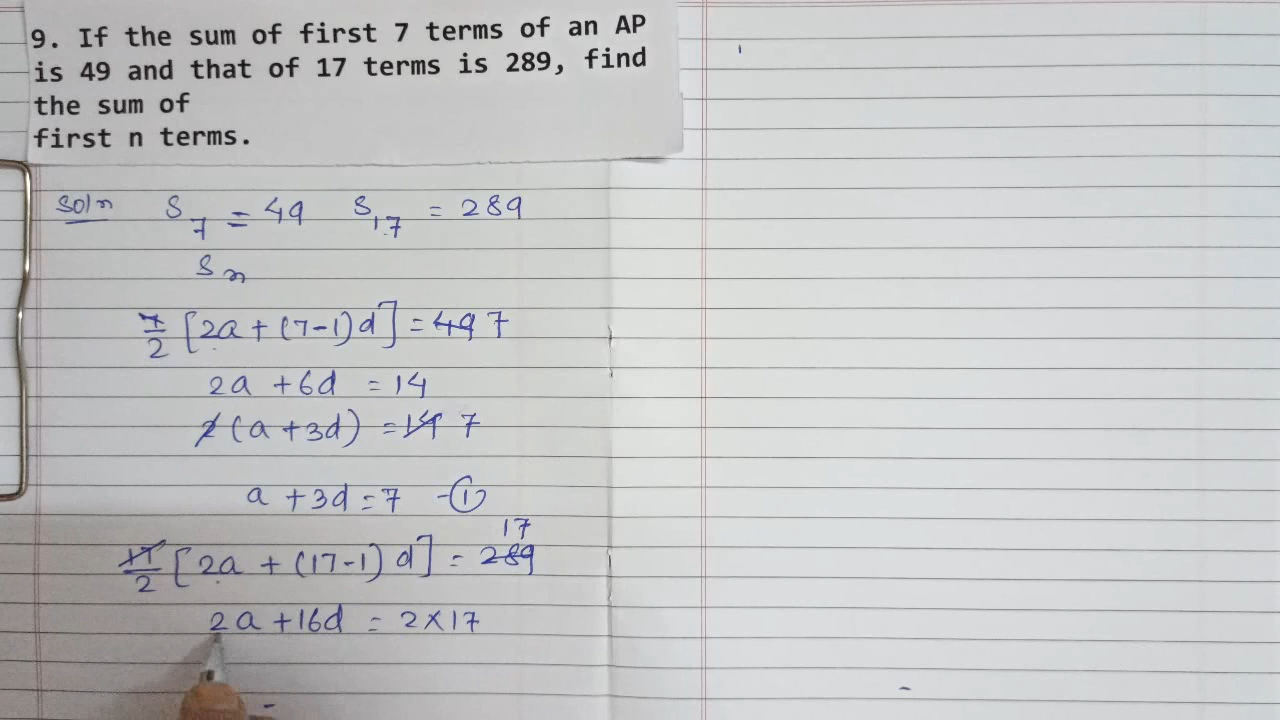 9. If the sum of first 7 terms of an AP
is 49 and that of 17 terms is 289, find
the sum of
first n terms.
Soln S₇ = 49 S₁₇ = 289
Sₙ
7/2 [2a + (7-1)d] = 49 7
2a + 6d = 14
2(a + 3d) = 14 7
a + 3d = 7 - ①
17
17/2 [2a + (17-1)d] = 289
2a + 16d = 2 × 17